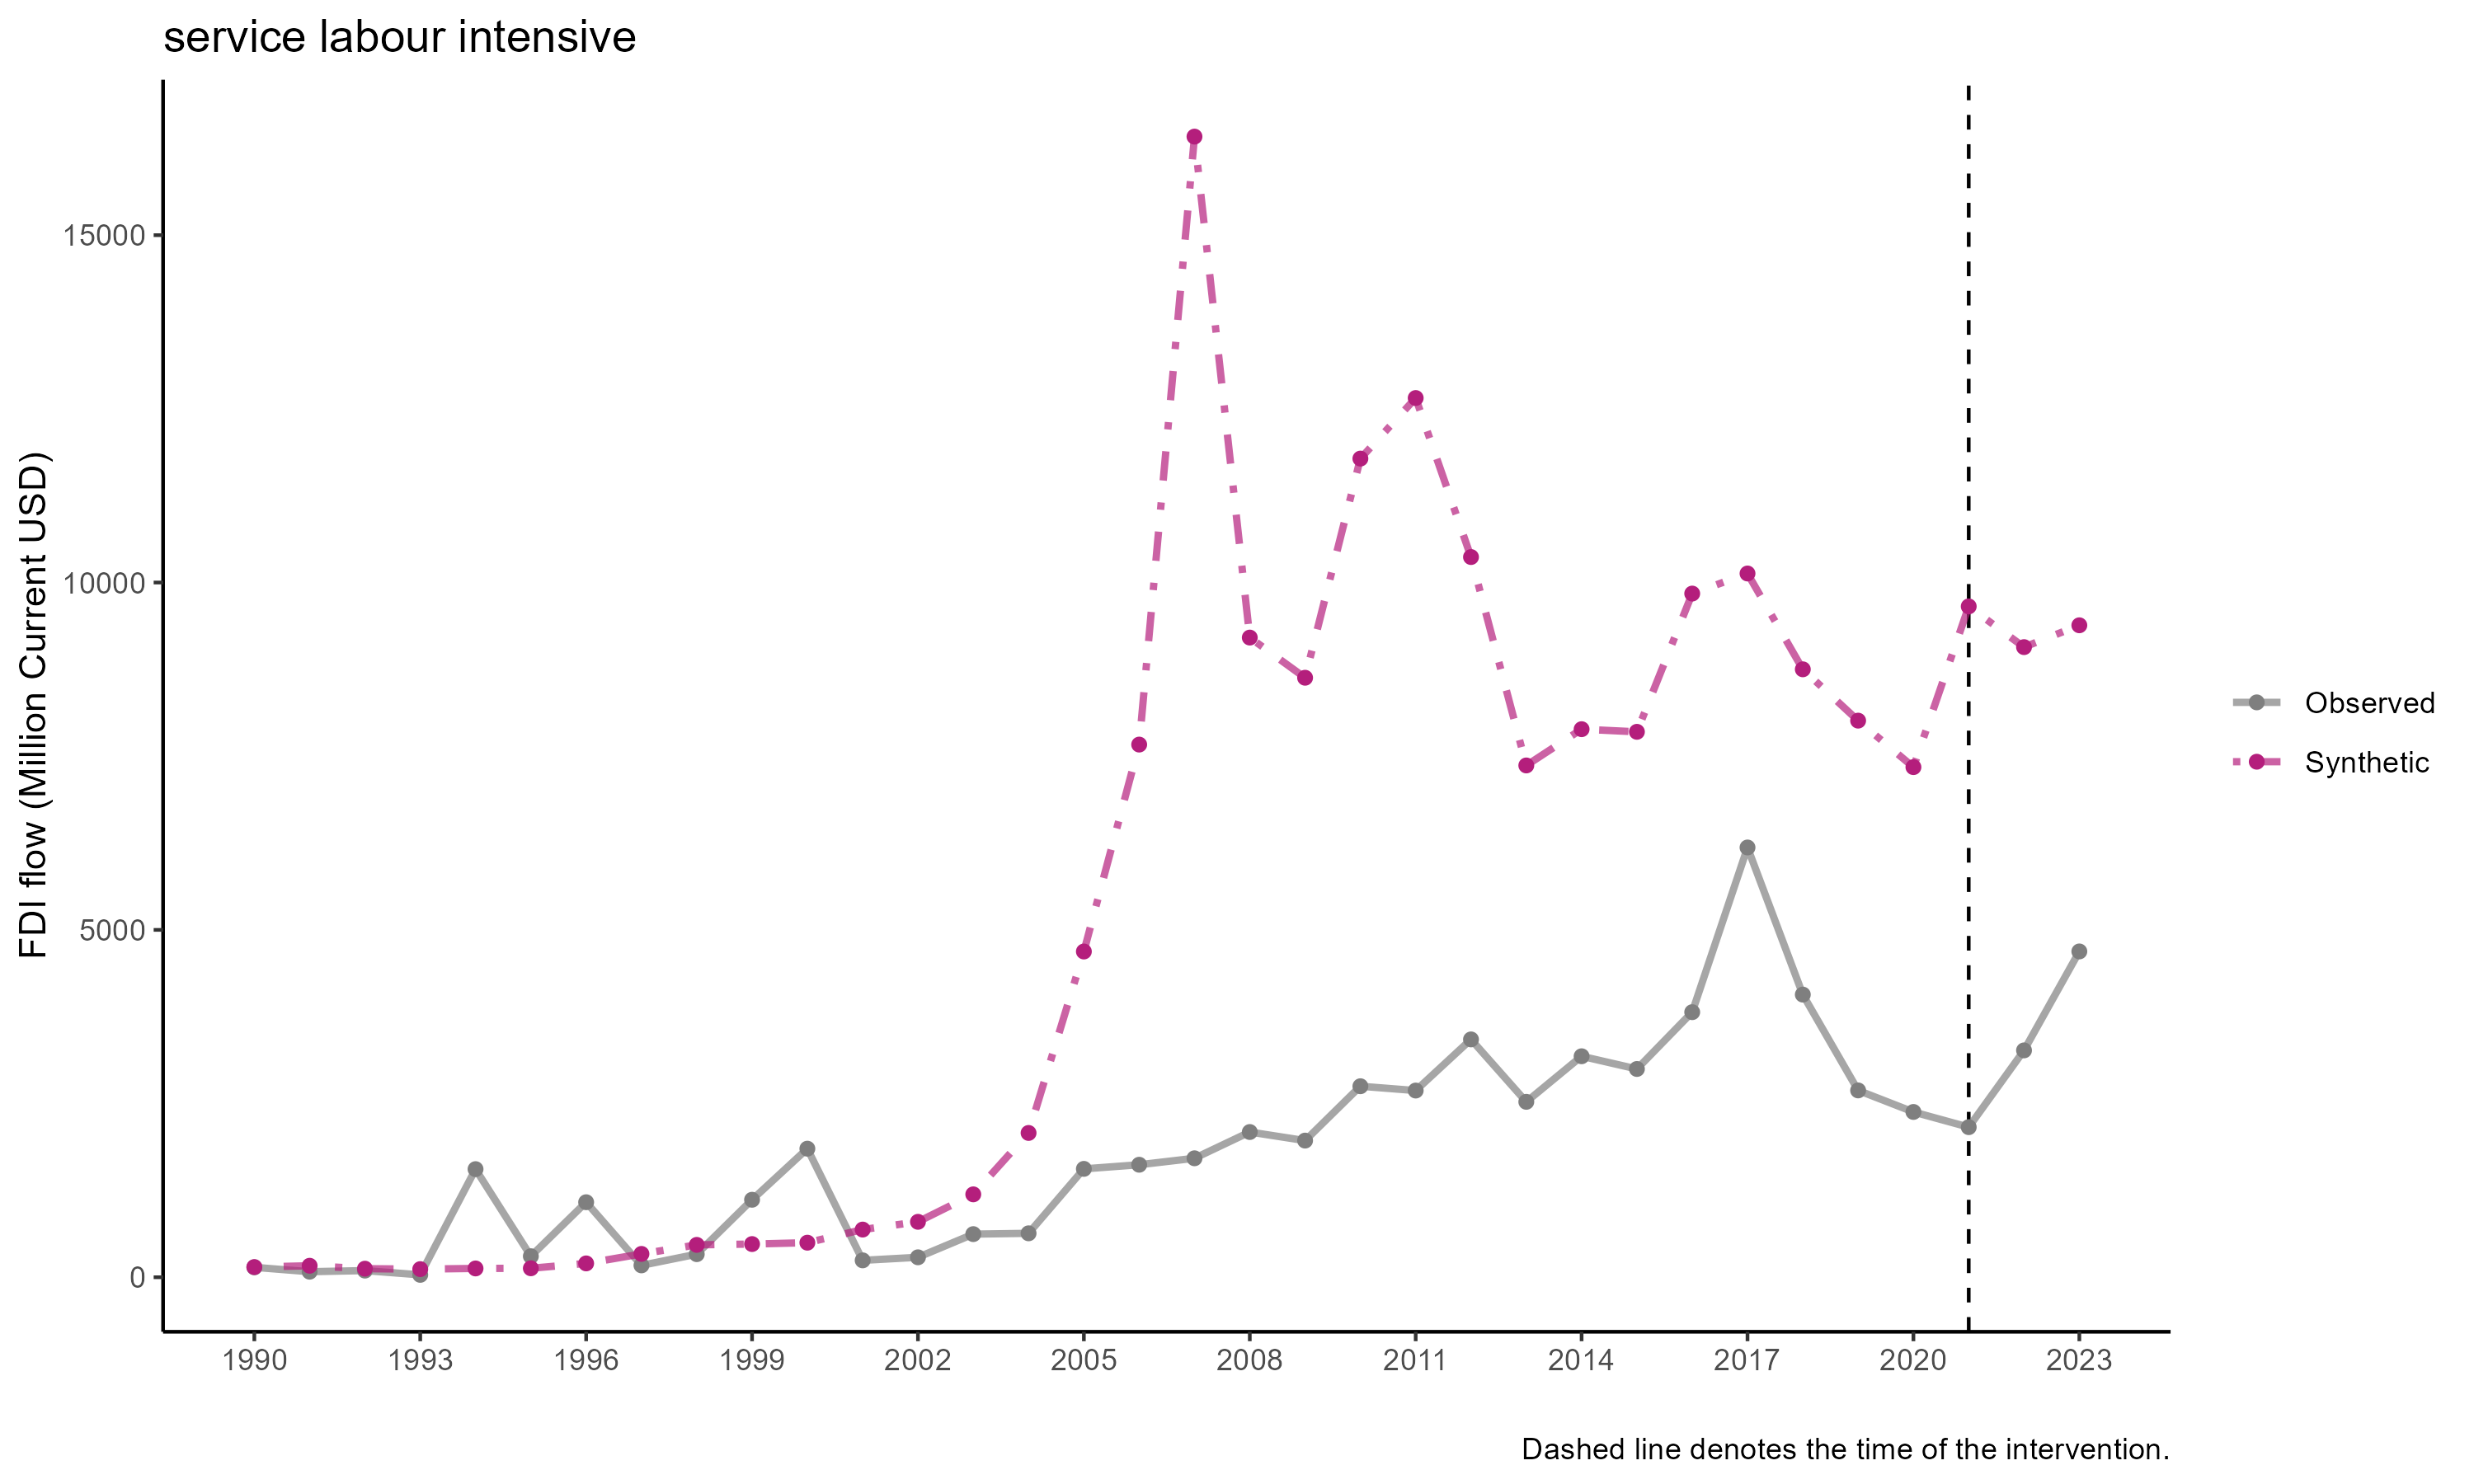 service labour intensive
FDI flow (Million Current USD)
15000
10000
5000
0
1990 1993 1996 1999 2002 2005 2008 2011 2014 2017 2020 2023
Observed
Synthetic
Dashed line denotes the time of the intervention.